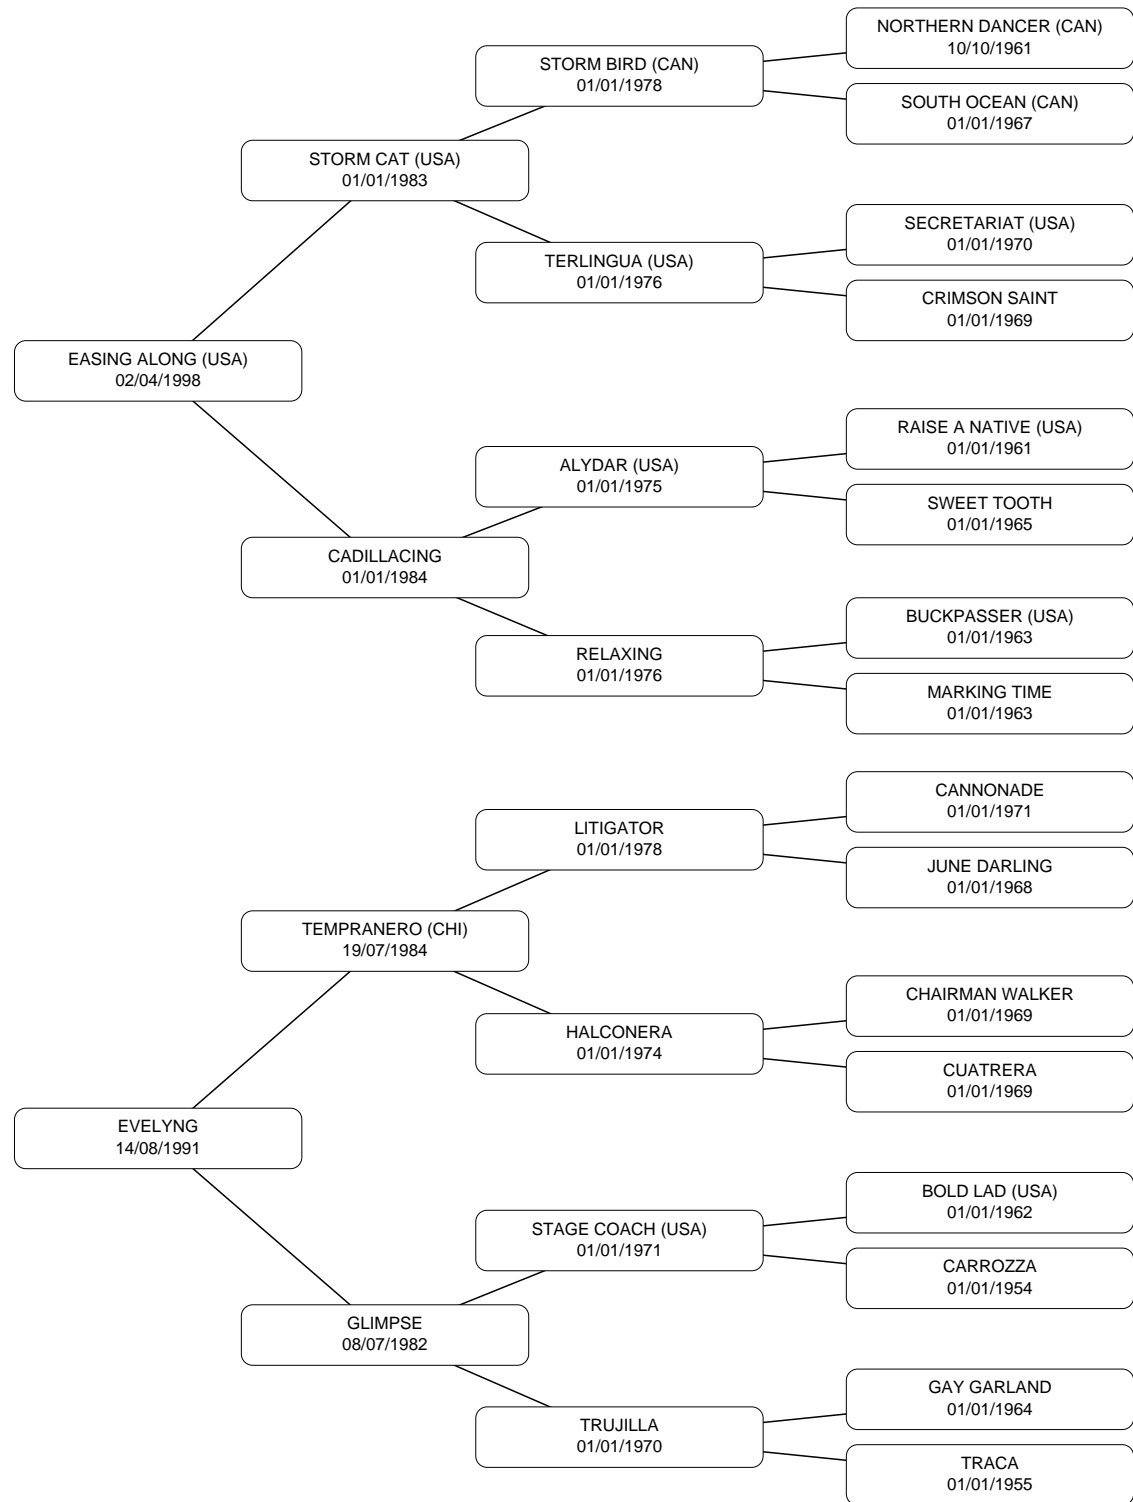 NORTHERN DANCER (CAN)
10/10/1961
STORM BIRD (CAN)
01/01/1978
SOUTH OCEAN (CAN)
01/01/1967
STORM CAT (USA)
01/01/1983
SECRETARIAT (USA)
01/01/1970
TERLINGUA (USA)
01/01/1976
CRIMSON SAINT
01/01/1969
EASING ALONG (USA)
02/04/1998
RAISE A NATIVE (USA)
01/01/1961
ALYDAR (USA)
01/01/1975
SWEET TOOTH
01/01/1965
CADILLACING
01/01/1984
BUCKPASSER (USA)
01/01/1963
RELAXING
01/01/1976
MARKING TIME
01/01/1963
CANNONADE
01/01/1971
LITIGATOR
01/01/1978
JUNE DARLING
01/01/1968
TEMPRANERO (CHI)
19/07/1984
CHAIRMAN WALKER
01/01/1969
HALCONERA
01/01/1974
CUATRERA
01/01/1969
EVELYNG
14/08/1991
BOLD LAD (USA)
01/01/1962
STAGE COACH (USA)
01/01/1971
CARROZZA
01/01/1954
GLIMPSE
08/07/1982
GAY GARLAND
01/01/1964
TRUJILLA
01/01/1970
TRACA
01/01/1955